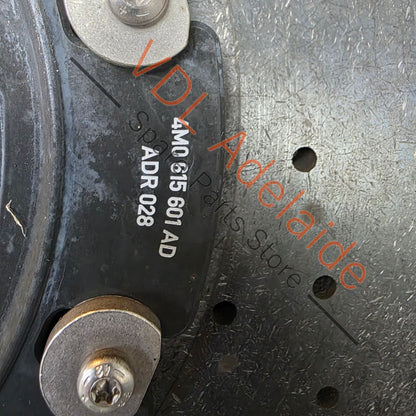 4M0 615 601 AD
ADR 028
VDL Adelaide
Spare Parts Store